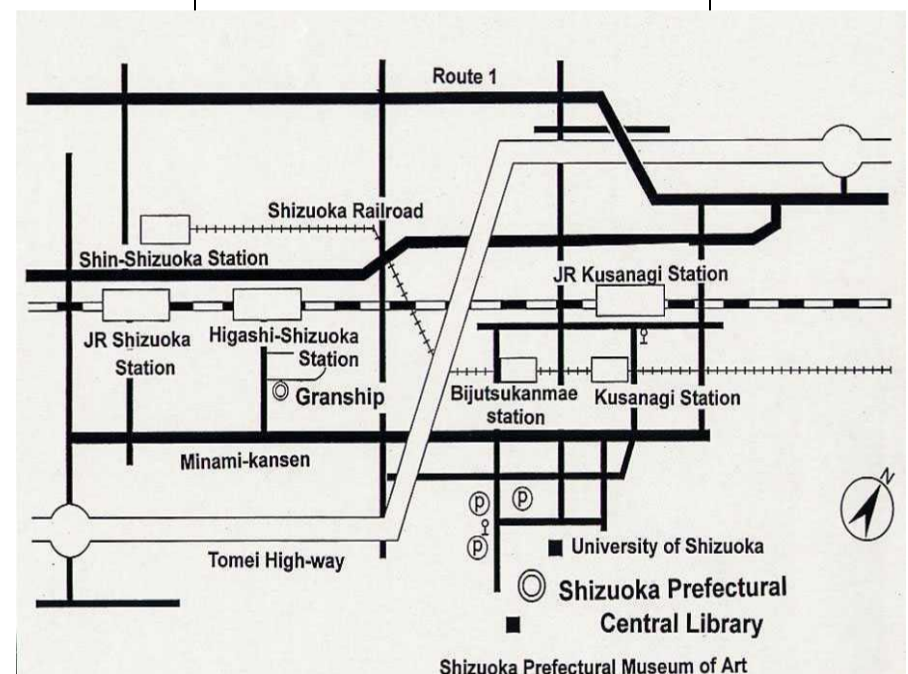 Route 1
Shizuoka Railroad
Shin-Shizuoka Station
JR Kusanagi Station
JR Shizuoka
Station
Higashi-Shizuoka
Station
Granship
Bijutsukanmae
station
Kusanagi Station
Minami-kansen
N
P
P
P
Tomei High-way
University of Shizuoka
Shizuoka Prefectural
Central Library
Shizuoka Prefectural Museum of Art